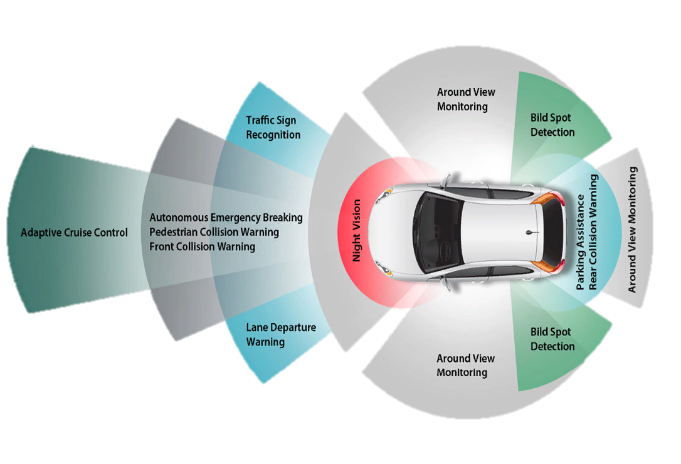 Around View
Monitoring
Traffic Sign
Recognition
Bild Spot
Detection
Adaptive Cruise Control
Autonomous Emergency Breaking
Pedestrian Collision Warning
Front Collision Warning
Night Vision
Parking Assistance
Rear Collision Warning
Around View Monitoring
Lane Departure
Warning
Bild Spot
Detection
Around View
Monitoring